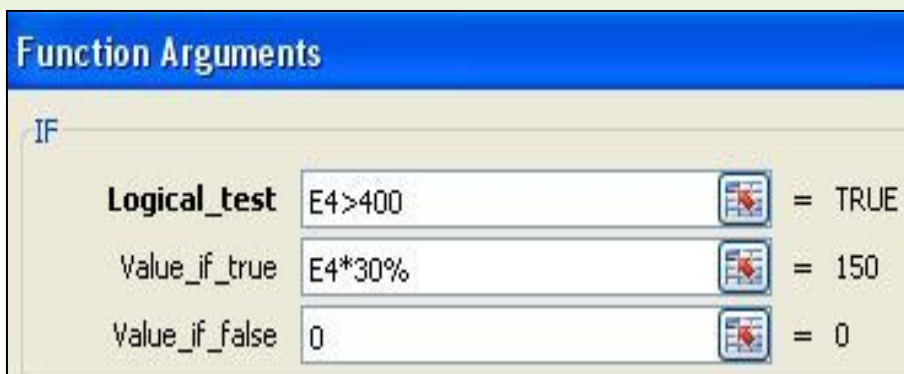 Function Arguments
IF
Logical_test E4>400 = TRUE
Value_if_true E4*30% = 150
Value_if_false 0 = 0